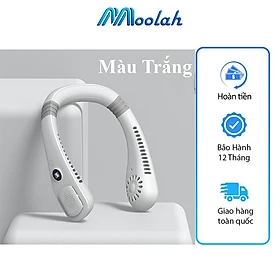 Moolah
Màu Trắng
Hoàn tiền
Bảo Hành
12 Tháng
Giao hàng
toàn quốc